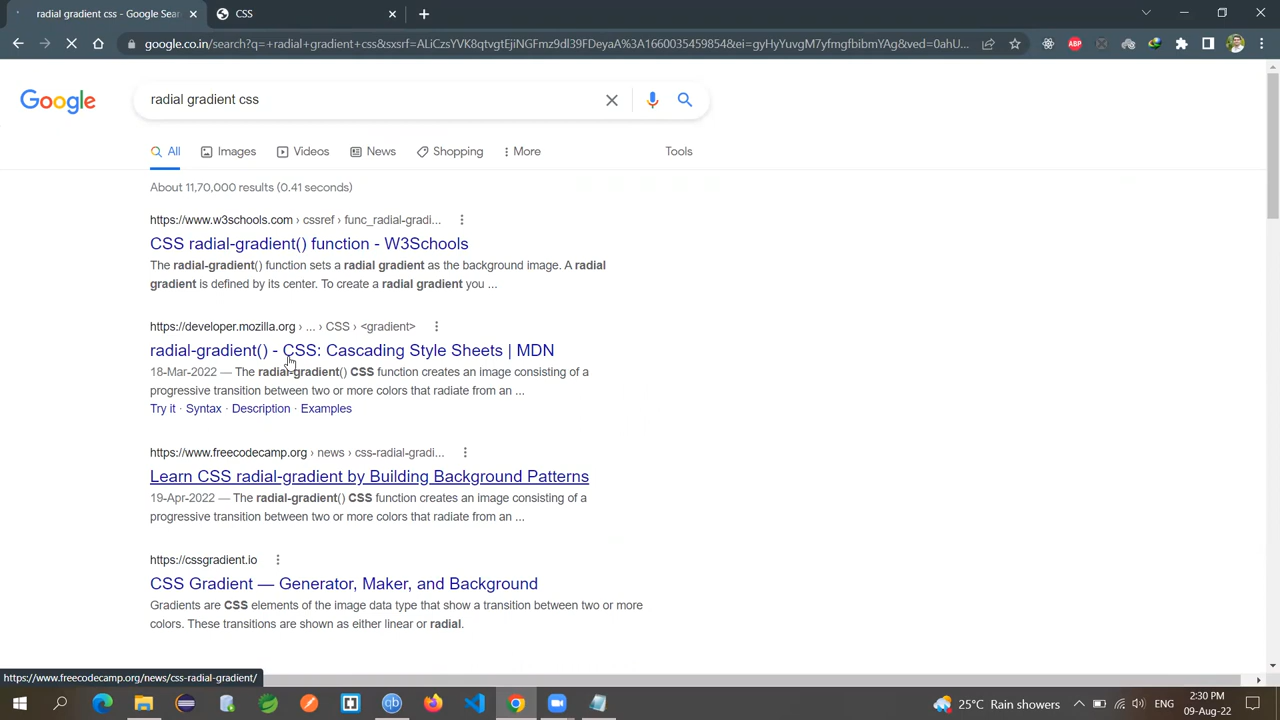 radial gradient css - Google Sear
CSS
google.co.in/search?q=+radial+gradient+css&sxsrf=ALiCzsYVK8qtvgtEjiNGFmz9dl39FDeyaA%3A1660035459854&ei=gyHyYuvgM7yfmgfbibmYAg&ved=0ahU...
ABP
Google
radial gradient css
All
Images
Videos
News
Shopping
More
Tools
About 11,70,000 results (0.41 seconds)
https://www.w3schools.com › cssref › func_radial-gradi...
CSS radial-gradient() function - W3Schools
The radial-gradient() function sets a radial gradient as the background image. A radial
gradient is defined by its center. To create a radial gradient you ...
https://developer.mozilla.org › ... › CSS › <gradient>
radial-gradient() - CSS: Cascading Style Sheets | MDN
18-Mar-2022 — The radial-gradient() CSS function creates an image consisting of a
progressive transition between two or more colors that radiate from an ...
Try it · Syntax · Description · Examples
https://www.freecodecamp.org › news › css-radial-gradi...
Learn CSS radial-gradient by Building Background Patterns
19-Apr-2022 — The radial-gradient() CSS function creates an image consisting of a
progressive transition between two or more colors that radiate from an ...
https://cssgradient.io
CSS Gradient — Generator, Maker, and Background
Gradients are CSS elements of the image data type that show a transition between two or more
colors. These transitions are shown as either linear or radial.
https://www.freecodecamp.org/news/css-radial-gradient/
qb
25°C Rain showers
ENG
2:30 PM
09-Aug-22